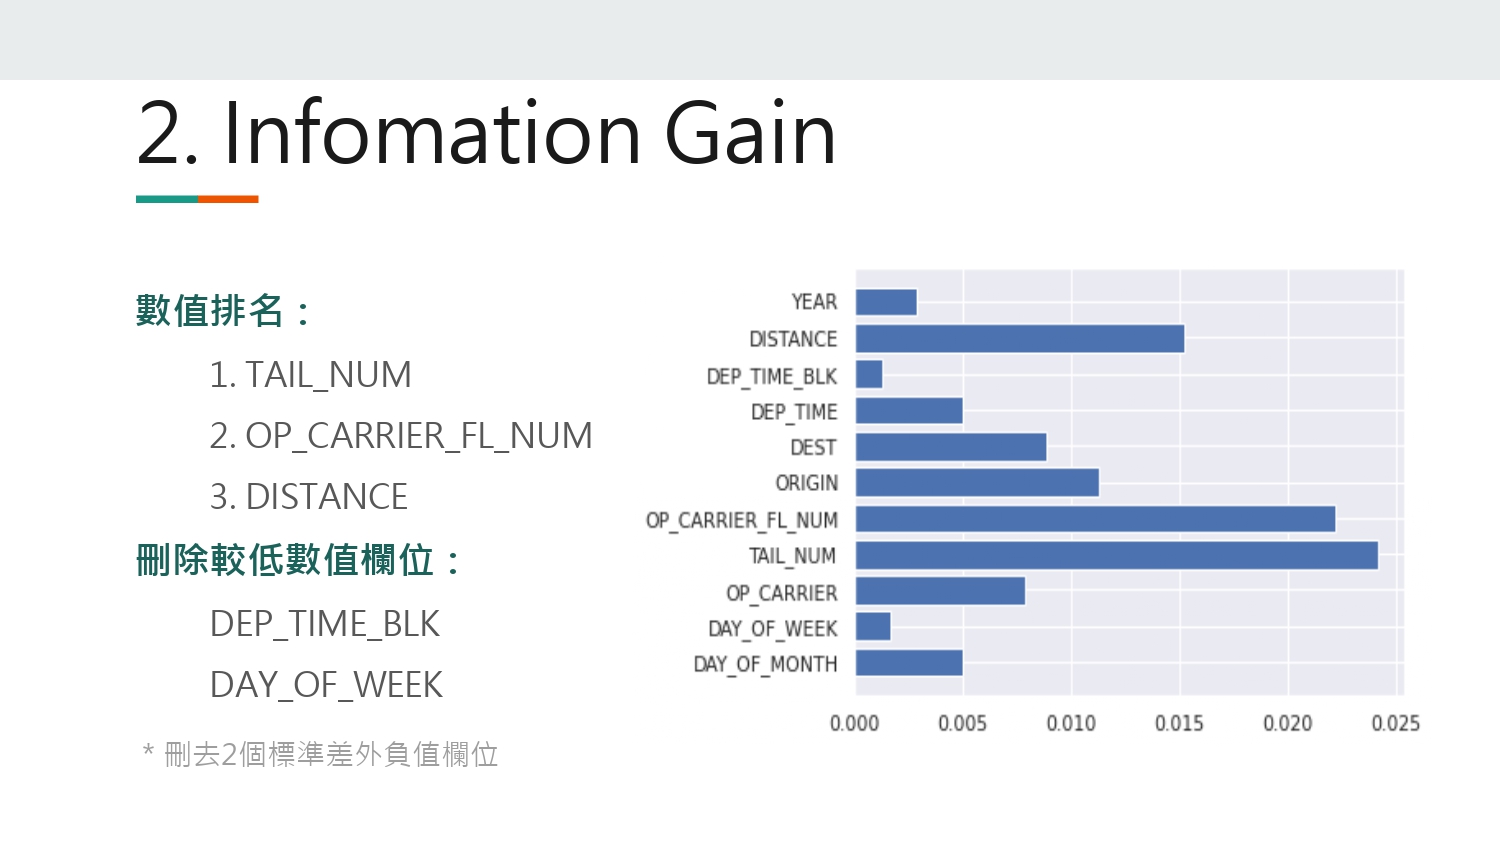 2. Infomation Gain
數值排名：
1. TAIL_NUM
2. OP_CARRIER_FL_NUM
3. DISTANCE
刪除較低數值欄位：
DEP_TIME_BLK
DAY_OF_WEEK
* 刪去2個標準差外負值欄位
YEAR
DISTANCE
DEP_TIME_BLK
DEP_TIME
DEST
ORIGIN
OP_CARRIER_FL_NUM
TAIL_NUM
OP_CARRIER
DAY_OF_WEEK
DAY_OF_MONTH
0.000 0.005 0.010 0.015 0.020 0.025